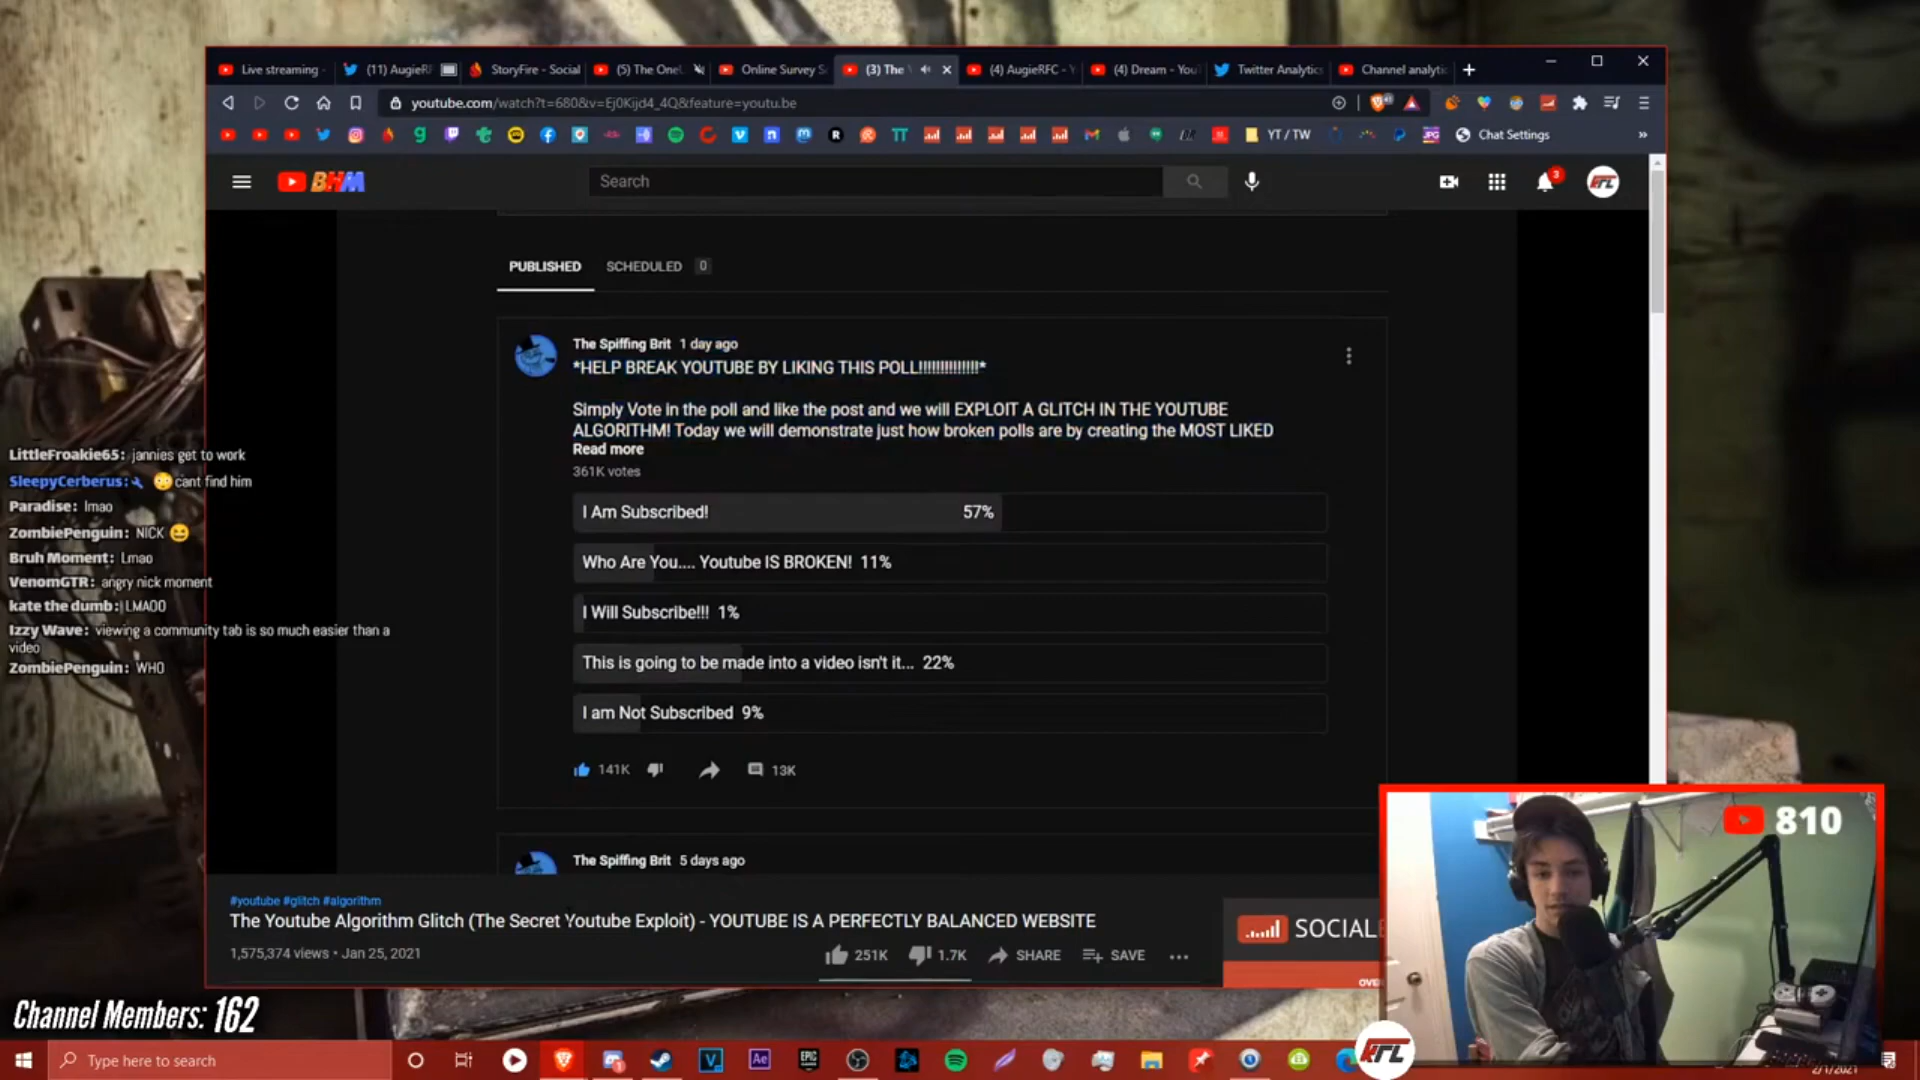 Live streaming
(11) AugieRF
StoryFire - Social
(5) The OneL
Online Survey S
(3) The
(4) AugieRFC - Y
(4) Dream - You
Twitter Analytics
Channel analytic
youtube.com/watch?t=680&v=Ej0Kijd4_4Q&feature=youtu.be
YT / TW
Chat Settings
BHM
Search
3
PUBLISHED
SCHEDULED 0
The Spiffing Brit 1 day ago
*HELP BREAK YOUTUBE BY LIKING THIS POLL!!!!!!!!!!!!!!*
Simply Vote in the poll and like the post and we will EXPLOIT A GLITCH IN THE YOUTUBE
ALGORITHM! Today we will demonstrate just how broken polls are by creating the MOST LIKED
Read more
361K votes
I Am Subscribed! 57%
Who Are You.... Youtube IS BROKEN! 11%
I Will Subscribe!!! 1%
This is going to be made into a video isn't it... 22%
I am Not Subscribed 9%
141K
13K
The Spiffing Brit 5 days ago
#youtube #glitch #algorithm
The Youtube Algorithm Glitch (The Secret Youtube Exploit) - YOUTUBE IS A PERFECTLY BALANCED WEBSITE
1,575,374 views • Jan 25, 2021
251K
1.7K
SHARE
SAVE
SOCIAL
LittleFroakie65: jannies get to work
SleepyCerberus: cant find him
Paradise: lmao
ZombiePenguin: NICK
Bruh Moment: Lmao
VenomGTR: angry nick moment
kate the dumb: LMAOO
Izzy Wave: viewing a community tab is so much easier than a
video
ZombiePenguin: WHO
810
Channel Members: 162
Type here to search
RFC
2/1/2021